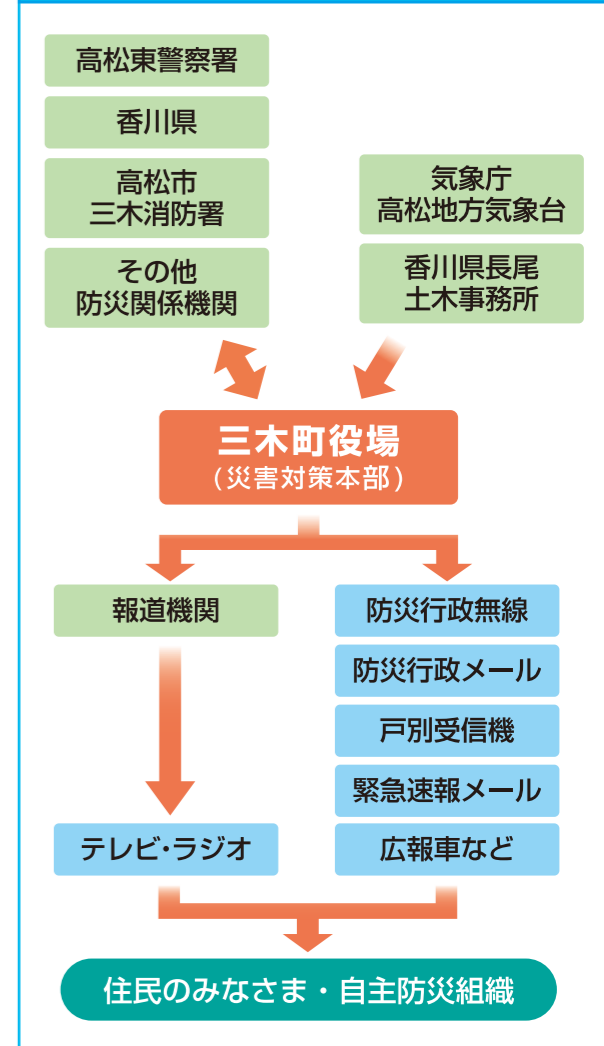 高松東警察署
香川県
高松市
三木消防署
その他
防災関係機関
気象庁
高松地方気象台
香川県長尾
土木事務所
三木町役場
(災害対策本部)
報道機関
テレビ・ラジオ
防災行政無線
防災行政メール
戸別受信機
緊急速報メール
広報車など
住民のみなさま・自主防災組織